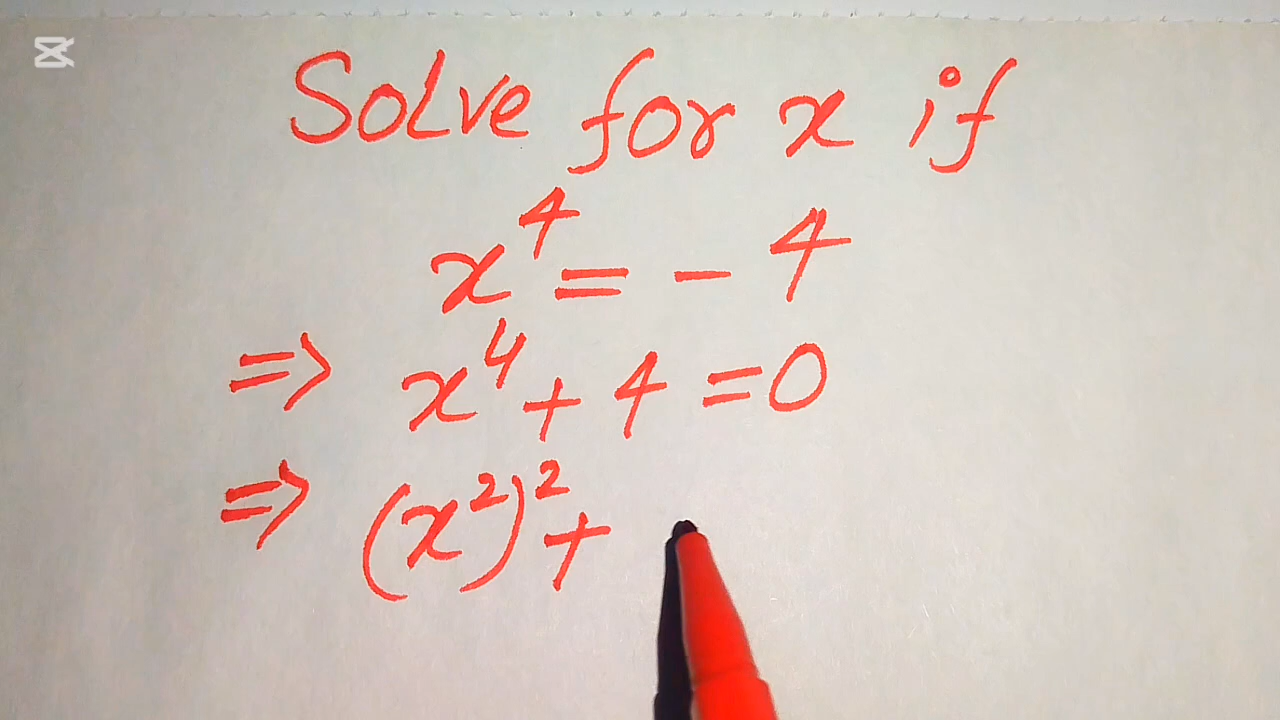 Solve for x if
x⁴ = - 4
=> x⁴ + 4 = 0
=> (x²)² +